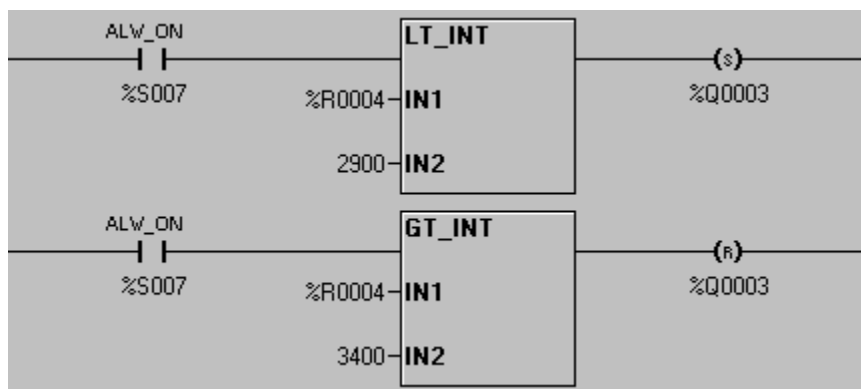 ALW_ON
LT_INT
(S)
%S007
%R0004
IN1
%Q0003
2900
IN2
ALW_ON
GT_INT
(R)
%S007
%R0004
IN1
%Q0003
3400
IN2